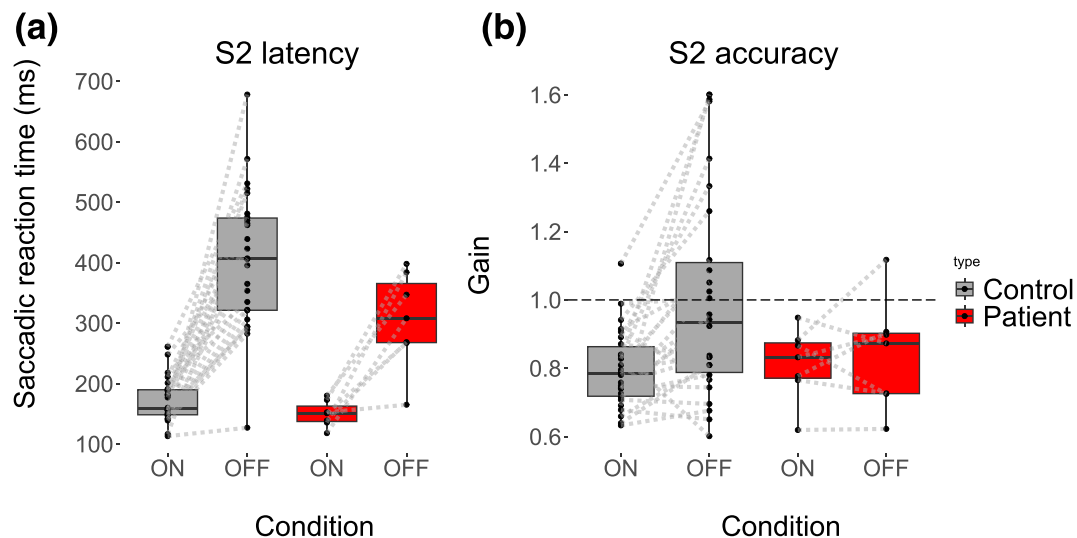 (a)
S2 latency
Saccadic reaction time (ms)
700
600
500
400
300
200
100
ON
OFF
ON
OFF
Condition
(b)
S2 accuracy
Gain
1.6
1.4
1.2
1.0
0.8
0.6
ON
OFF
ON
OFF
Condition
type
Control
Patient